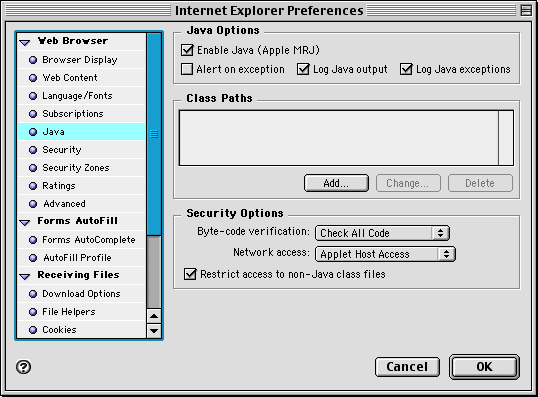 Internet Explorer Preferences
Web Browser
Browser Display
Web Content
Language/Fonts
Subscriptions
Java
Security
Security Zones
Ratings
Advanced
Forms AutoFill
Forms AutoComplete
AutoFill Profile
Receiving Files
Download Options
File Helpers
Cookies
Java Options
Enable Java (Apple MRJ)
Alert on exception Log Java output Log Java exceptions
Class Paths
Add... Change... Delete
Security Options
Byte-code verification: Check All Code
Network access: Applet Host Access
Restrict access to non-Java class files
? Cancel OK